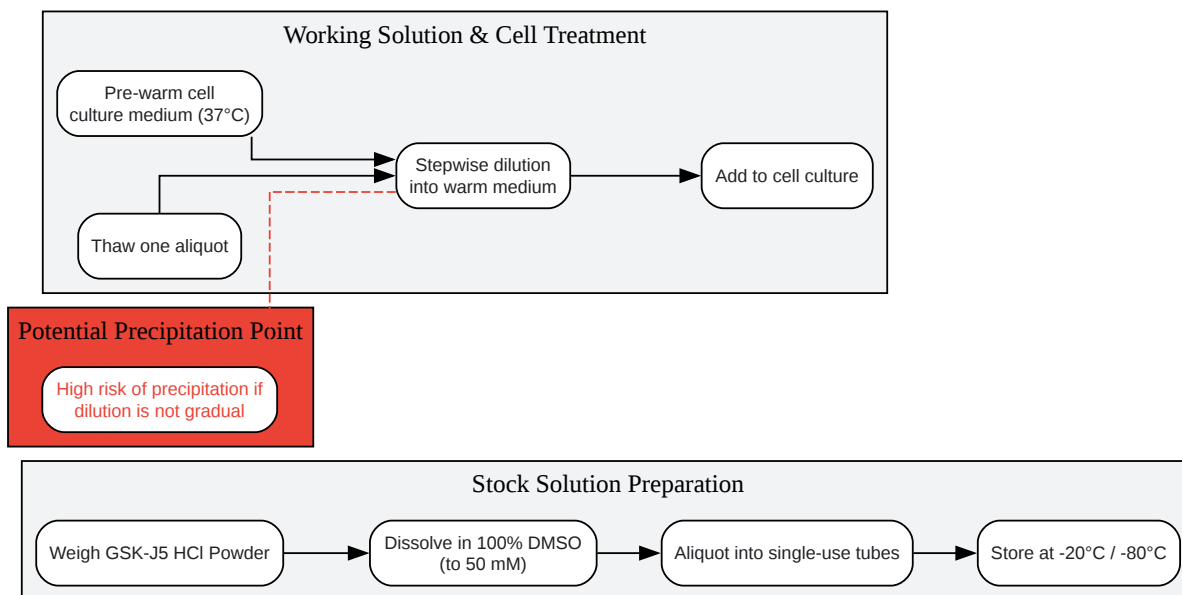 Working Solution & Cell Treatment
Pre-warm cell
culture medium (37°C)
Stepwise dilution
into warm medium
Add to cell culture
Thaw one aliquot
Potential Precipitation Point
High risk of precipitation if
dilution is not gradual
Stock Solution Preparation
Weigh GSK-J5 HCl Powder
Dissolve in 100% DMSO
(to 50 mM)
Aliquot into single-use tubes
Store at -20°C / -80°C